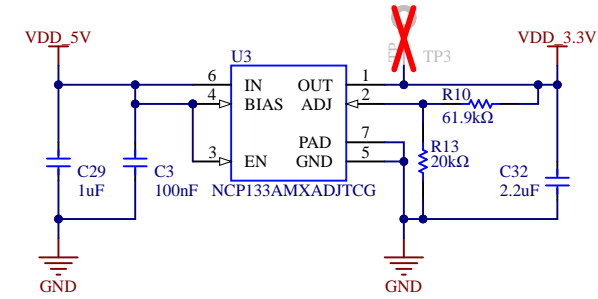 VDD_5V
TP
TP3
VDD_3.3V
U3
6
IN
OUT
1
4
BIAS
ADJ
2
R10
61.9kΩ
PAD
7
3
EN
GND
5
R13
20kΩ
C29
1uF
C3
100nF
NCP133AMXADJTCG
C32
2.2uF
GND
GND